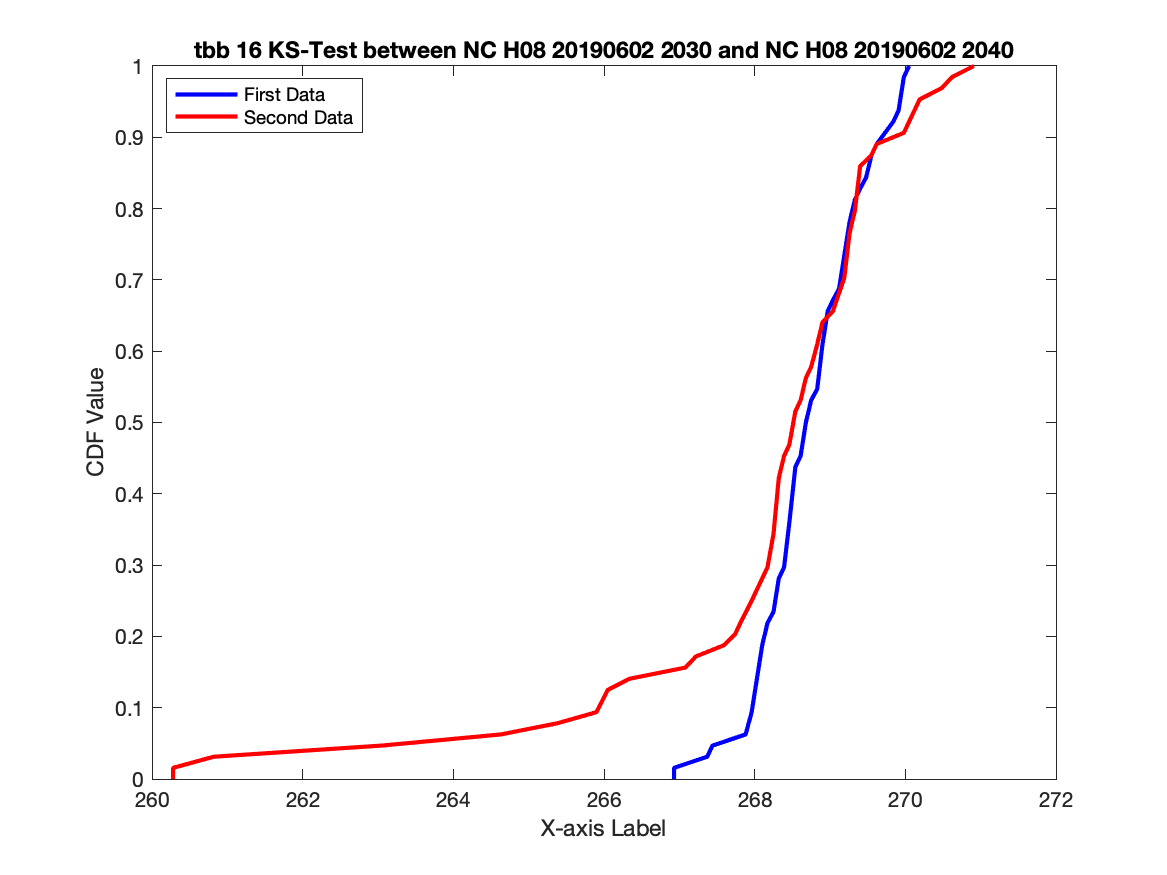 tbb 16 KS-Test between NC H08 20190602 2030 and NC H08 20190602 2040
First Data
Second Data
1
0.9
0.8
0.7
0.6
0.5
0.4
0.3
0.2
0.1
0
CDF Value
260 262 264 266 268 270 272
X-axis Label